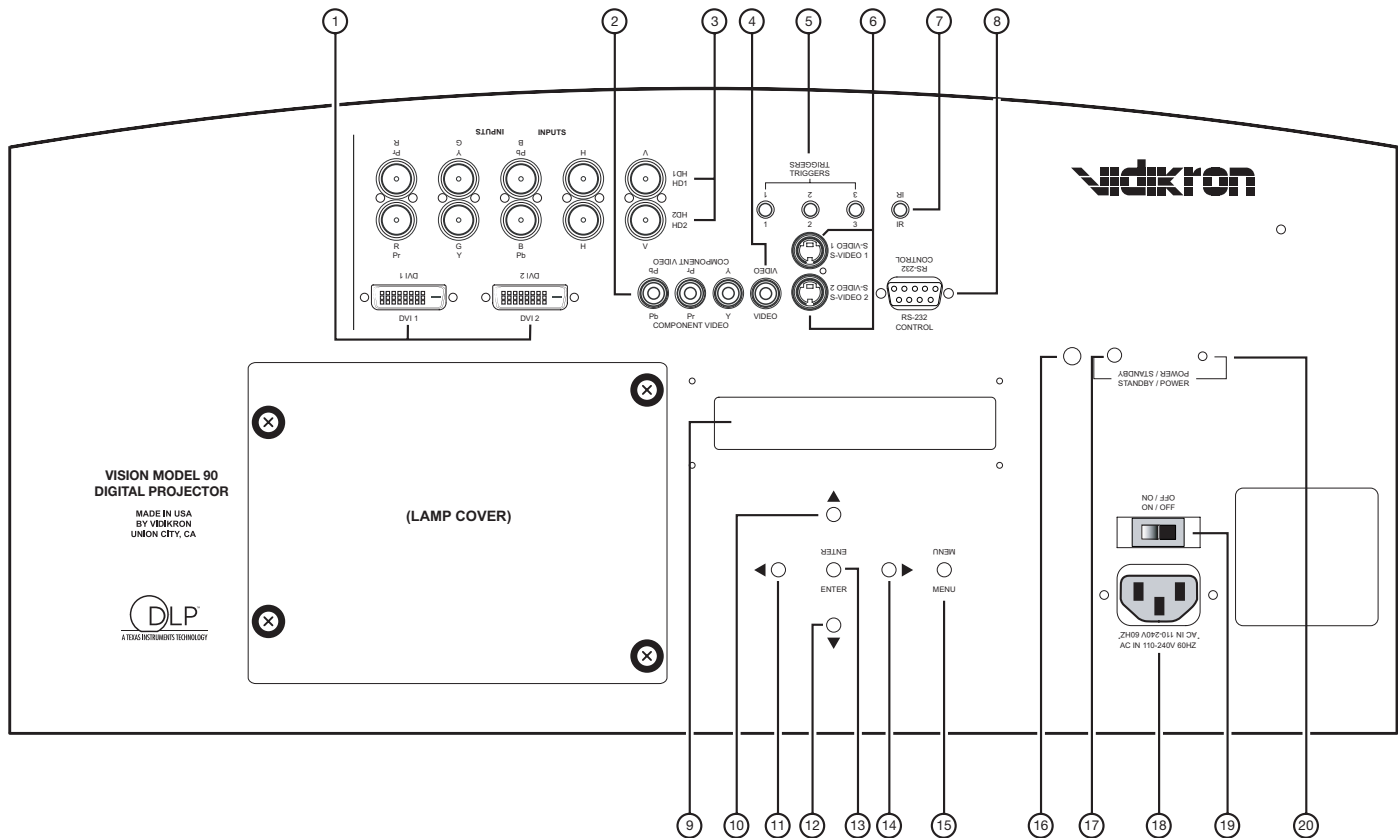 1 2 3 4 5 6 7 8
INPUTS INPUTS
R G B
Pr Y Pb H V
HD1
HD1
HD2
HD2
R G B H V
Pr Y Pb
TRIGGERS
TRIGGERS
1 2 3
1 2 3
IR
IR
S-VIDEO 1
S-VIDEO 1
S-VIDEO 2
S-VIDEO 2
RS-232
CONTROL
RS-232
CONTROL
COMPONENT VIDEO
Pb Pr Y VIDEO
Pb Pr Y VIDEO
COMPONENT VIDEO
DVI 1 DVI 2
DVI 1 DVI 2
vidikron
STANDBY / POWER
STANDBY / POWER
VISION MODEL 90
DIGITAL PROJECTOR
MADE IN USA
BY VIDIKRON
UNION CITY, CA
DLP™
A TEXAS INSTRUMENTS TECHNOLOGY
(LAMP COVER)
ENTER
ENTER
MENU
MENU
ON / OFF
ON / OFF
AC IN 110-240V 60HZ
AC IN 110-240V 60HZ
9 10 11 12 13 14 15 16 17 18 19 20